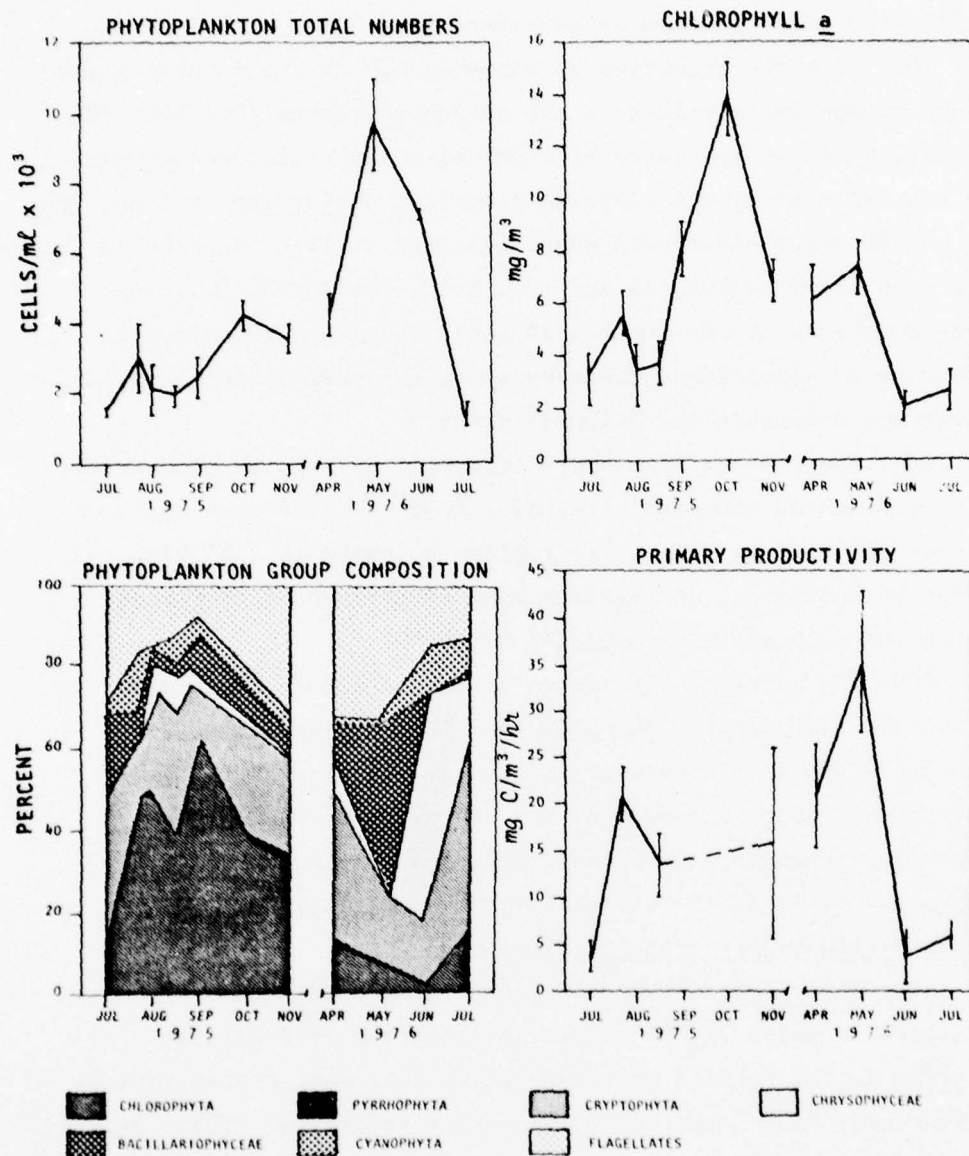 PHYTOPLANKTON TOTAL NUMBERS
CELLS/ml x 10³
12
10
3
6
4
2
0
JUL AUG SEP OCT NOV APR MAY JUN JUL
1975 1976
CHLOROPHYLL a
mg/m³
16
14
12
10
8
6
4
2
0
JUL AUG SEP OCT NOV APR MAY JUN JUL
1975 1976
PHYTOPLANKTON GROUP COMPOSITION
PERCENT
100
30
60
40
20
0
JUL AUG SEP OCT NOV APR MAY JUN JUL
1975 1976
PRIMARY PRODUCTIVITY
mg C/m³/hr
45
40
35
30
25
20
15
10
5
0
JUL AUG SEP OCT NOV APR MAY JUN JUL
1975 1976
CHLOROPHYTA PYRRHOPHYTA CRYPTOPHYTA CHRYSOPHYCEAE
BACILLARIOPHYCEAE CYANOPHYTA FLAGELLATES